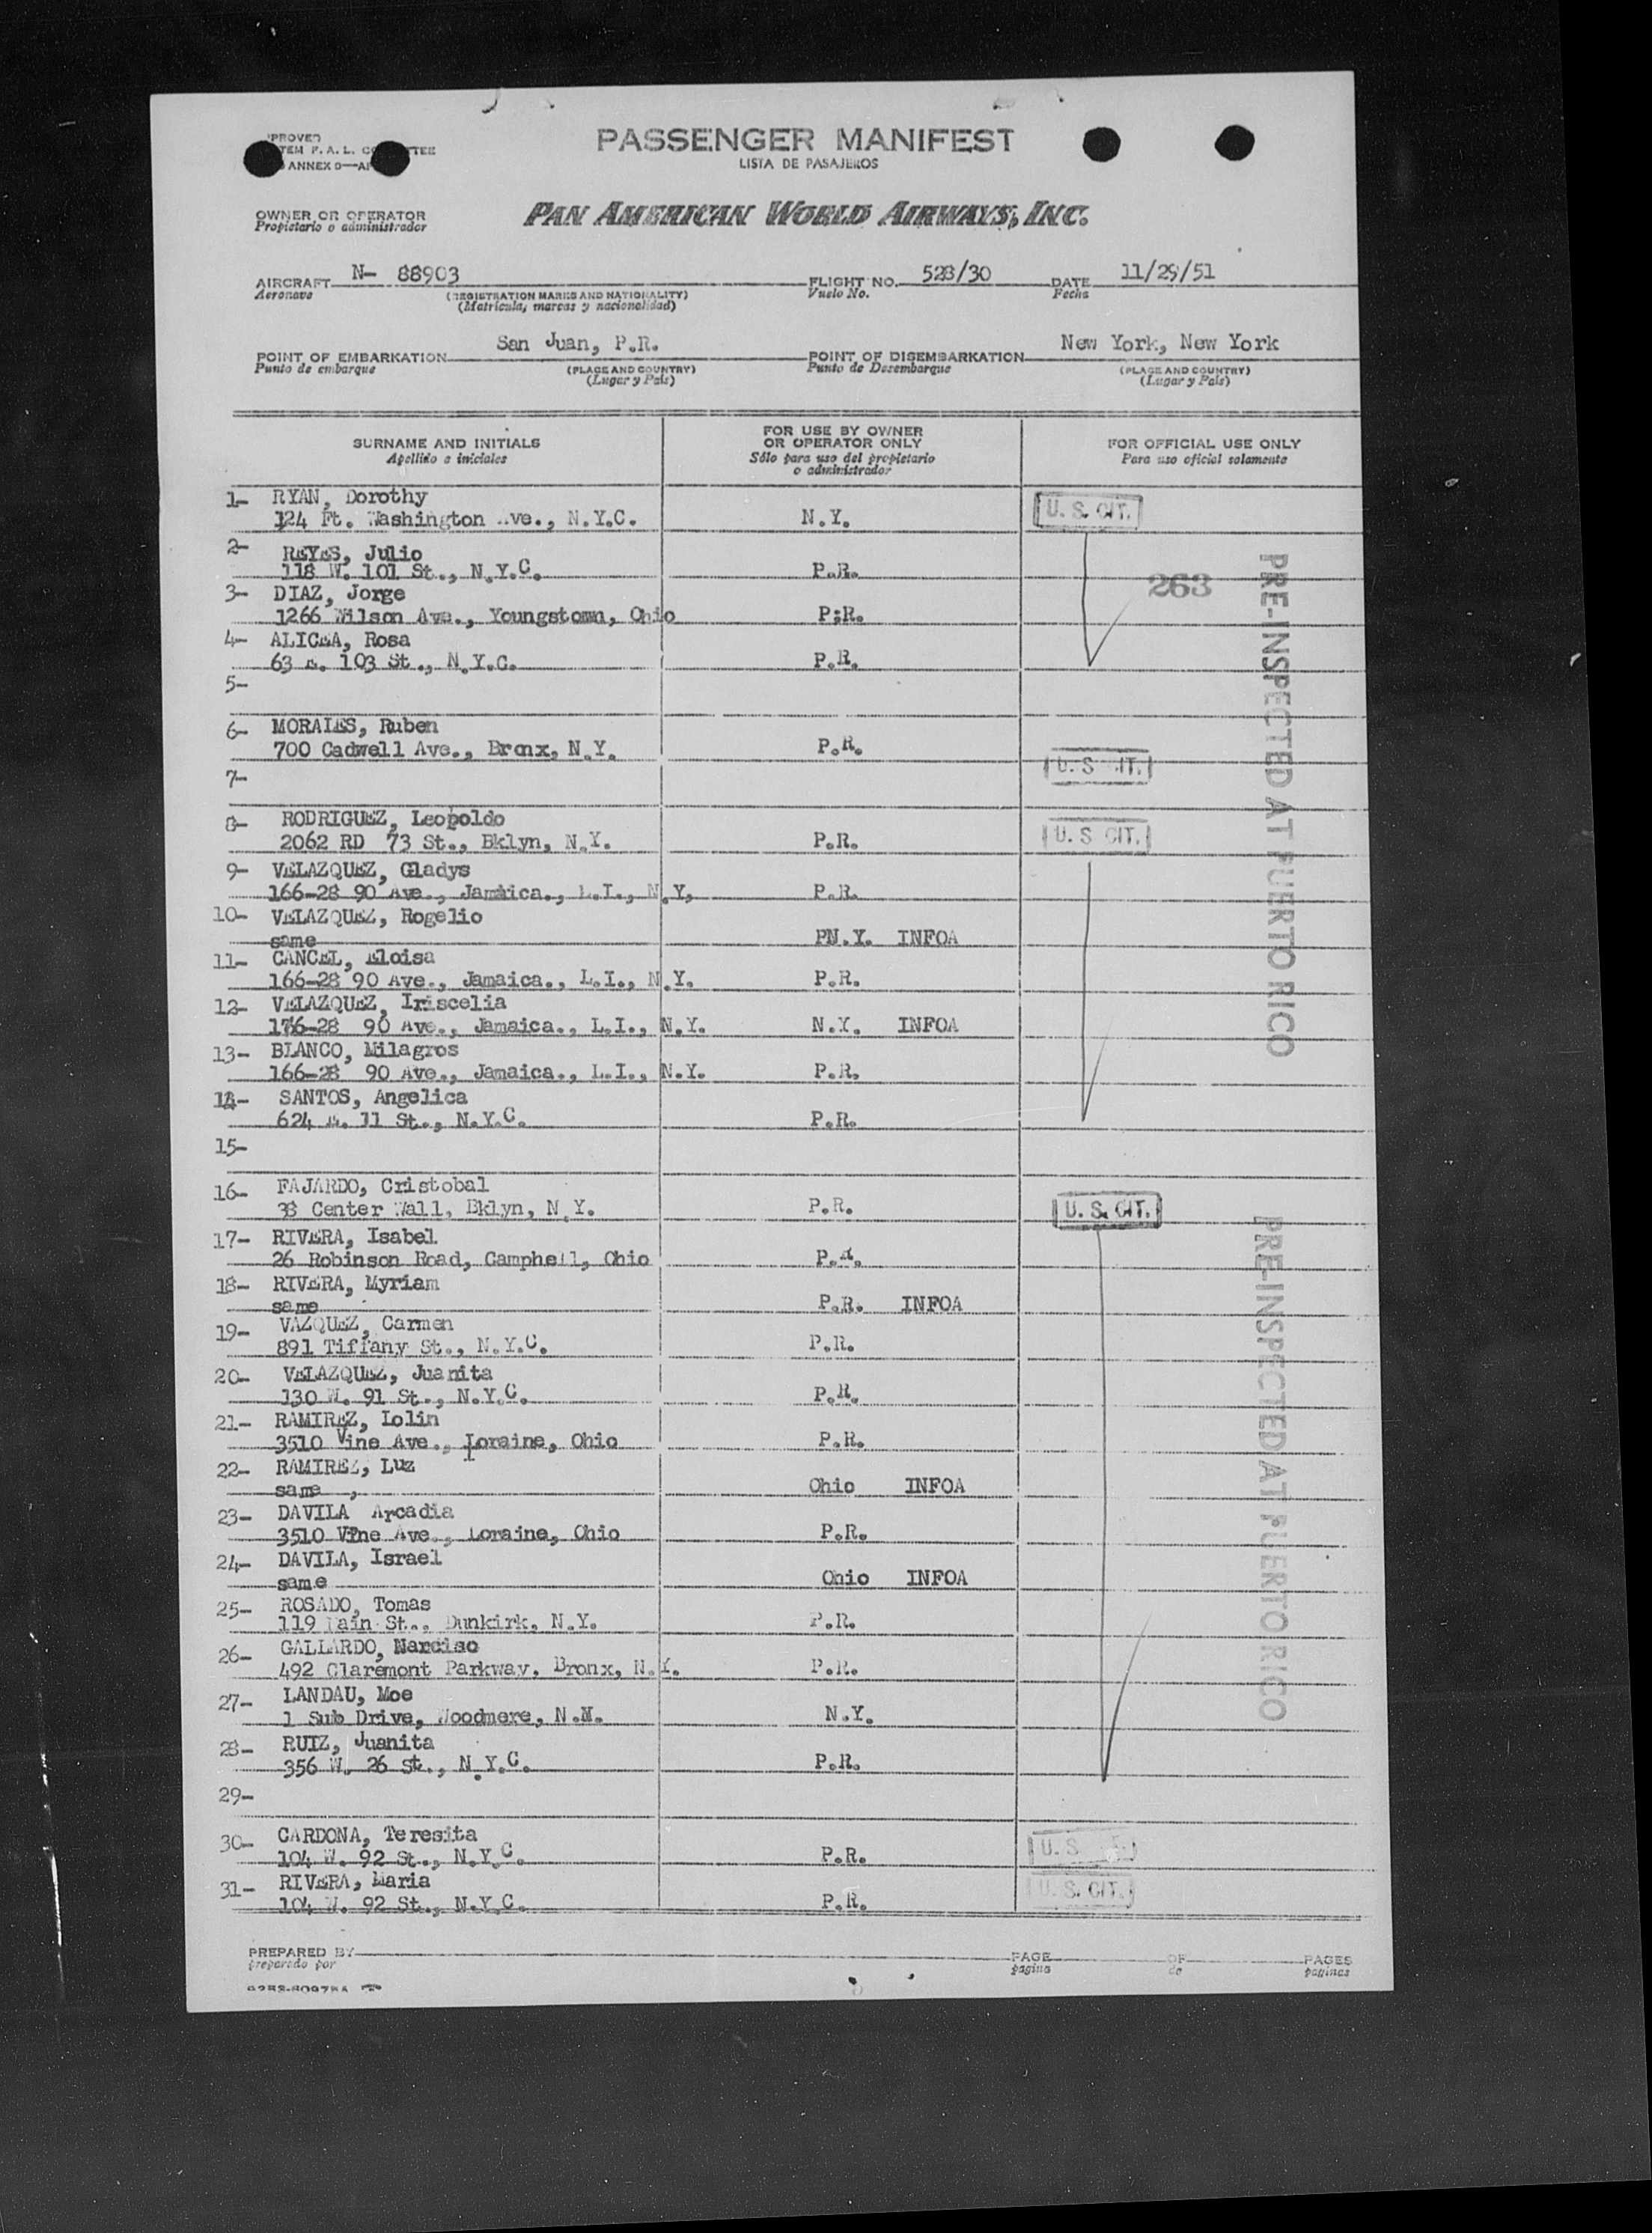 PASSENGER MANIFEST
LISTA DE PASAJEROS
ANNEX 9
OWNER OR OPERATOR
Propietario o administrador
PAN AMERICAN WORLD AIRWAYS, INC.
AIRCRAFT N- 88903 FLIGHT NO. 528/30 DATE 11/29/51
Aeronave (REGISTRATION MARKS AND NATIONALITY) Vuelo No. Fecha
(Matrícula, marcas y nacionalidad)
POINT OF EMBARKATION San Juan, P.R. POINT OF DISEMBARKATION New York, New York
Punto de embarque (PLACE AND COUNTRY) Punto de Desembarque (PLACE AND COUNTRY)
(Lugar y País) (Lugar y País)
SURNAME AND INITIALS
Apellido e iniciales
FOR USE BY OWNER
OR OPERATOR ONLY
Sólo para uso del propietario
o administrador
FOR OFFICIAL USE ONLY
Para uso oficial solamente
1- RYAN, Dorothy
124 Ft. Washington Ave., N.Y.C. N.Y. U. S. CIT.
2- REYES, Julio
118 W. 101 St., N.Y.C. P.R.
263
3- DIAZ, Jorge
1266 Wilson Ave., Youngstown, Ohio P:R.
4- ALICEA, Rosa
63 E. 103 St., N.Y.C. P.R.
5-
6- MORALES, Ruben
700 Cadwell Ave., Bronx, N.Y. P.R. U. S. CIT.
7-
8- RODRIGUEZ, Leopoldo
2062 RD 73 St., Bklyn, N.Y. P.R. U. S. CIT.
9- VELAZQUEZ, Gladys
166-28 90 Ave., Jamaica., L.I., N.Y, P.R.
10- VELAZQUEZ, Rogelio
same PN.Y. INFOA
11- CANCEL, Eloisa
166-28 90 Ave., Jamaica., L.I., N.Y. P.R.
12- VELAZQUEZ, Iriscelia
90 Ave., Jamaica., L.I., N.Y. N.Y. INFOA
13- BLANCO, Milagros
166-28 90 Ave., Jamaica., L.I., N.Y. P.R.
14- SANTOS, Angelica
624 E. 11 St., N.Y.C. P.R.
15-
16- FAJARDO, Cristobal
38 Center Wall, Bklyn, N.Y. P.R. U. S. CIT.
17- RIVERA, Isabel
26 Robinson Road, Camphell, Ohio P.R.
18- RIVERA, Myriam
same P.R. INFOA
19- VAZQUEZ, Carmen
891 Tiffany St., N.Y.C. P.R.
20- VELAZQUEZ, Juanita
130 W. 91 St., N.Y.C. P.R.
21- RAMIREZ, Lolin
3510 Vine Ave., Loraine, Ohio P.R.
22- RAMIREZ, Luz
same , Ohio INFOA
23- DAVILA Arcadia
3510 Vine Ave., Loraine, Ohio P.R.
24- DAVILA, Israel
same Ohio INFOA
25- ROSADO, Tomas
119 Main St., Dunkirk, N.Y. P.R.
26- GALLARDO, Narciso
492 Claremont Parkway, Bronx, N.Y. P.R.
27- LANDAU, Moe
1 Sub Drive, Woodmere, N.Y. N.Y.
28- RUIZ, Juanita
356 W. 26 St., N.Y.C. P.R.
29-
30- CARDONA, Teresita
104 W. 92 St., N.Y.C. P.R. U. S.
31- RIVERA, Maria
104 W. 92 St., N.Y.C. P.R. U. S. CIT.
PRE-INSPECTED AT PUERTO RICO
PRE-INSPECTED AT PUERTO RICO
PREPARED BY PAGE OF PAGES
preparado por página de páginas